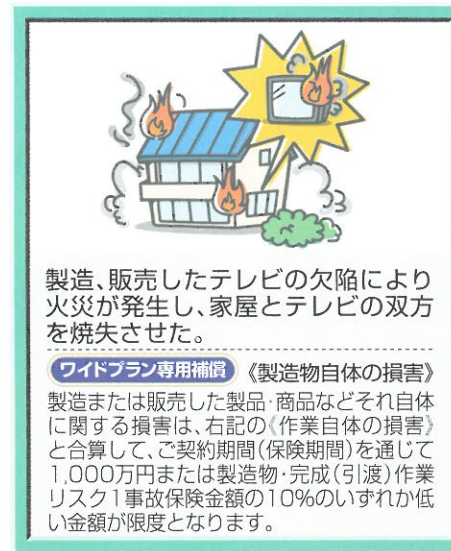 製造、販売したテレビの欠陥により
火災が発生し、家屋とテレビの双方
を焼失させた。
ワイドプラン専用補償 《製造物自体の損害》
製造または販売した製品・商品などそれ自体
に関する損害は、右記の《作業自体の損害》
と合算して、ご契約期間(保険期間)を通じて
1,000万円または製造物・完成(引渡)作業
リスク1事故保険金額の10%のいずれか低
い金額が限度となります。